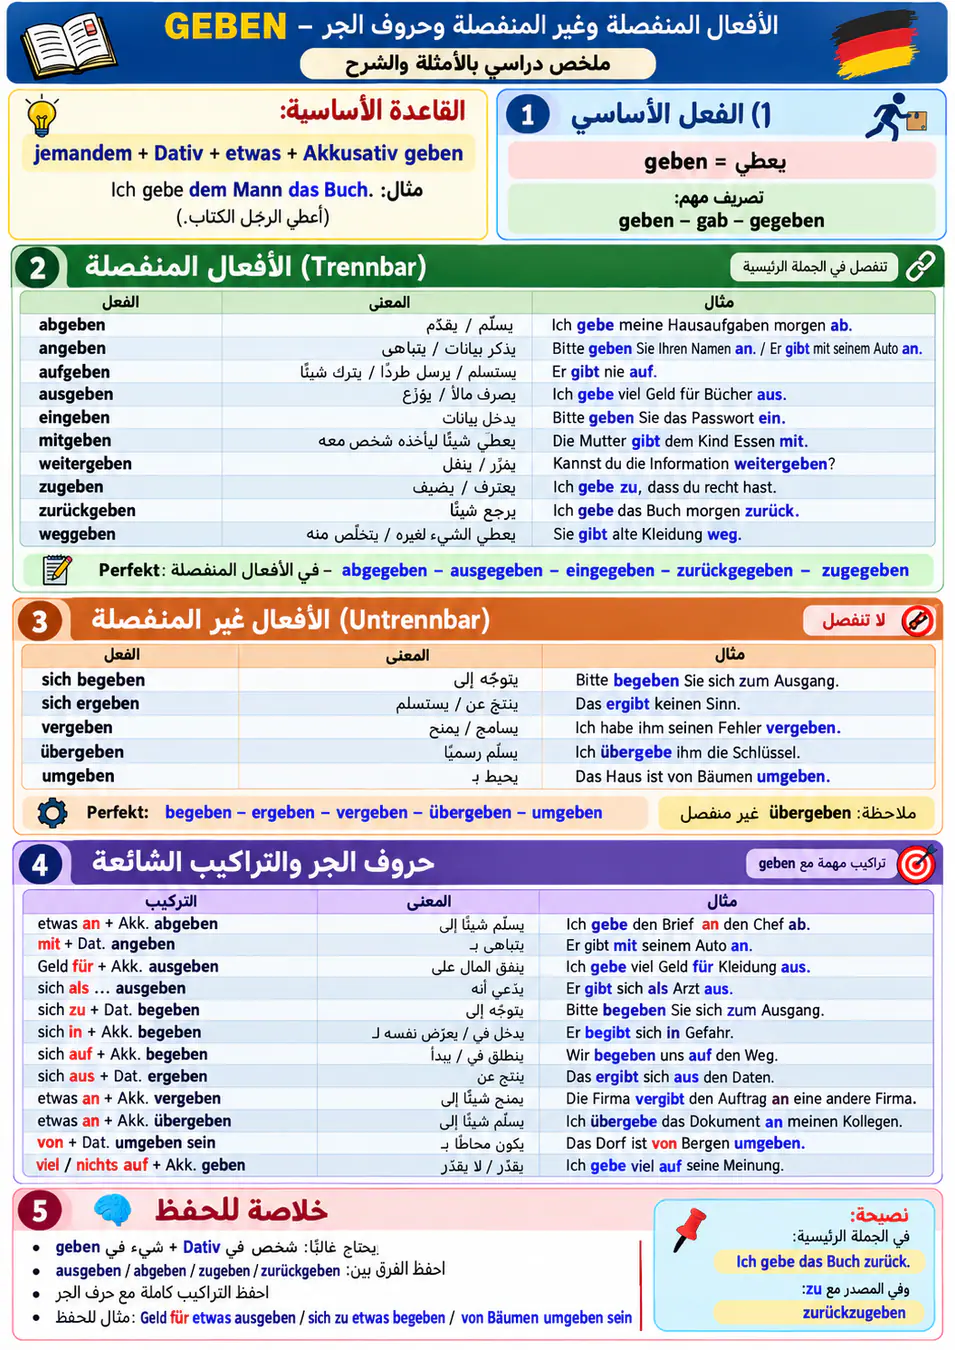 الأفعال المنفصلة وغير المنفصلة وحروف الجر – GEBEN
ملخص دراسي بالأمثلة والشرح
القاعدة الأساسية:
jemandem + Dativ + etwas + Akkusativ geben
مثال: Ich gebe dem Mann das Buch.
(أعطي الرجل الكتاب.)
1 1) الفعل الأساسي
geben = يعطي
تصريف مهم:
geben – gab – gegeben
2 الأفعال المنفصلة (Trennbar)
تنفصل في الجملة الرئيسية
الفعل المعنى مثال
abgeben يسلّم / يقدّم Ich gebe meine Hausaufgaben morgen ab.
angeben يذكر بيانات / يتباهى Bitte geben Sie Ihren Namen an. / Er gibt mit seinem Auto an.
aufgeben يستسلم / يرسل طردًا / يترك شيئًا Er gibt nie auf.
ausgeben يصرف مالاً / يوَزع Ich gebe viel Geld für Bücher aus.
eingeben يدخل بيانات Bitte geben Sie das Passwort ein.
mitgeben يعطي شيئًا ليأخذه شخص معه Die Mutter gibt dem Kind Essen mit.
weitergeben ينفل / Kannst du die Information weitergeben?
zugeben يعترف / يضيف Ich gebe zu, dass du recht hast.
zurückgeben يرجع شيئًا Ich gebe das Buch morgen zurück.
weggeben يعطي الشيء لغيره / يتخلّص منه Sie gibt alte Kleidung weg.
Perfekt: في الأفعال المنفصلة – abgegeben – ausgegeben – eingegeben – zurückgegeben – zugegeben
3 الأفعال غير المنفصلة (Untrennbar)
لا تنفصل
الفعل المعنى مثال
sich begeben يتوجّه إلى Bitte begeben Sie sich zum Ausgang.
sich ergeben ينتج عن / يستسلم Das ergibt keinen Sinn.
vergeben يسامح / يمنح Ich habe ihm seinen Fehler vergeben.
übergeben يسلّم رسميًا Ich übergebe ihm die Schlüssel.
umgeben يحيط بـ Das Haus ist von Bäumen umgeben.
Perfekt: begeben – ergeben – vergeben – übergeben – umgeben
ملاحظة: übergeben غير منفصل
4 حروف الجر والتراكيب الشائعة
تراكيب مهمة مع geben
التركيب المعنى مثال
etwas an + Akk. abgeben يسلّم شيئًا إلى Ich gebe den Brief an den Chef ab.
mit + Dat. angeben يتباهى بـ Er gibt mit seinem Auto an.
Geld für + Akk. ausgeben ينفق المال على Ich gebe viel Geld für Kleidung aus.
sich als ... ausgeben يدّعي أنه Er gibt sich als Arzt aus.
sich zu + Dat. begeben يتوجّه إلى Bitte begeben Sie sich zum Ausgang.
sich in + Akk. begeben يدخل في / يعرّض نفسه لـ Er begibt sich in Gefahr.
sich auf + Akk. begeben ينطلق في / يبدأ Wir begeben uns auf den Weg.
sich aus + Dat. ergeben ينتج عن Das ergibt sich aus den Daten.
etwas an + Akk. vergeben يمنح شيئًا إلى Die Firma vergibt den Auftrag an eine andere Firma.
etwas an + Akk. übergeben يسلّم شيئًا إلى Ich übergebe das Dokument an meinen Kollegen.
von + Dat. umgeben sein يكون محاطًا بـ Das Dorf ist von Bergen umgeben.
viel / nichts auf + Akk. geben يقدّر / لا يقدّر Ich gebe viel auf seine Meinung.
5 خلاصة للحفظ
• geben يحتاج غالبًا: شخص في Dativ + شيء في
• احفظ الفرق بين: ausgeben / abgeben / zugeben / zurückgeben
• احفظ التراكيب كاملة مع حرف الجر
• مثال للحفظ: Geld für etwas ausgeben / sich zu etwas begeben / von Bäumen umgeben sein
نصيحة:
في الجملة الرئيسية:
Ich gebe das Buch zurück.
وفي المصدر مع zu:
zurückzugeben